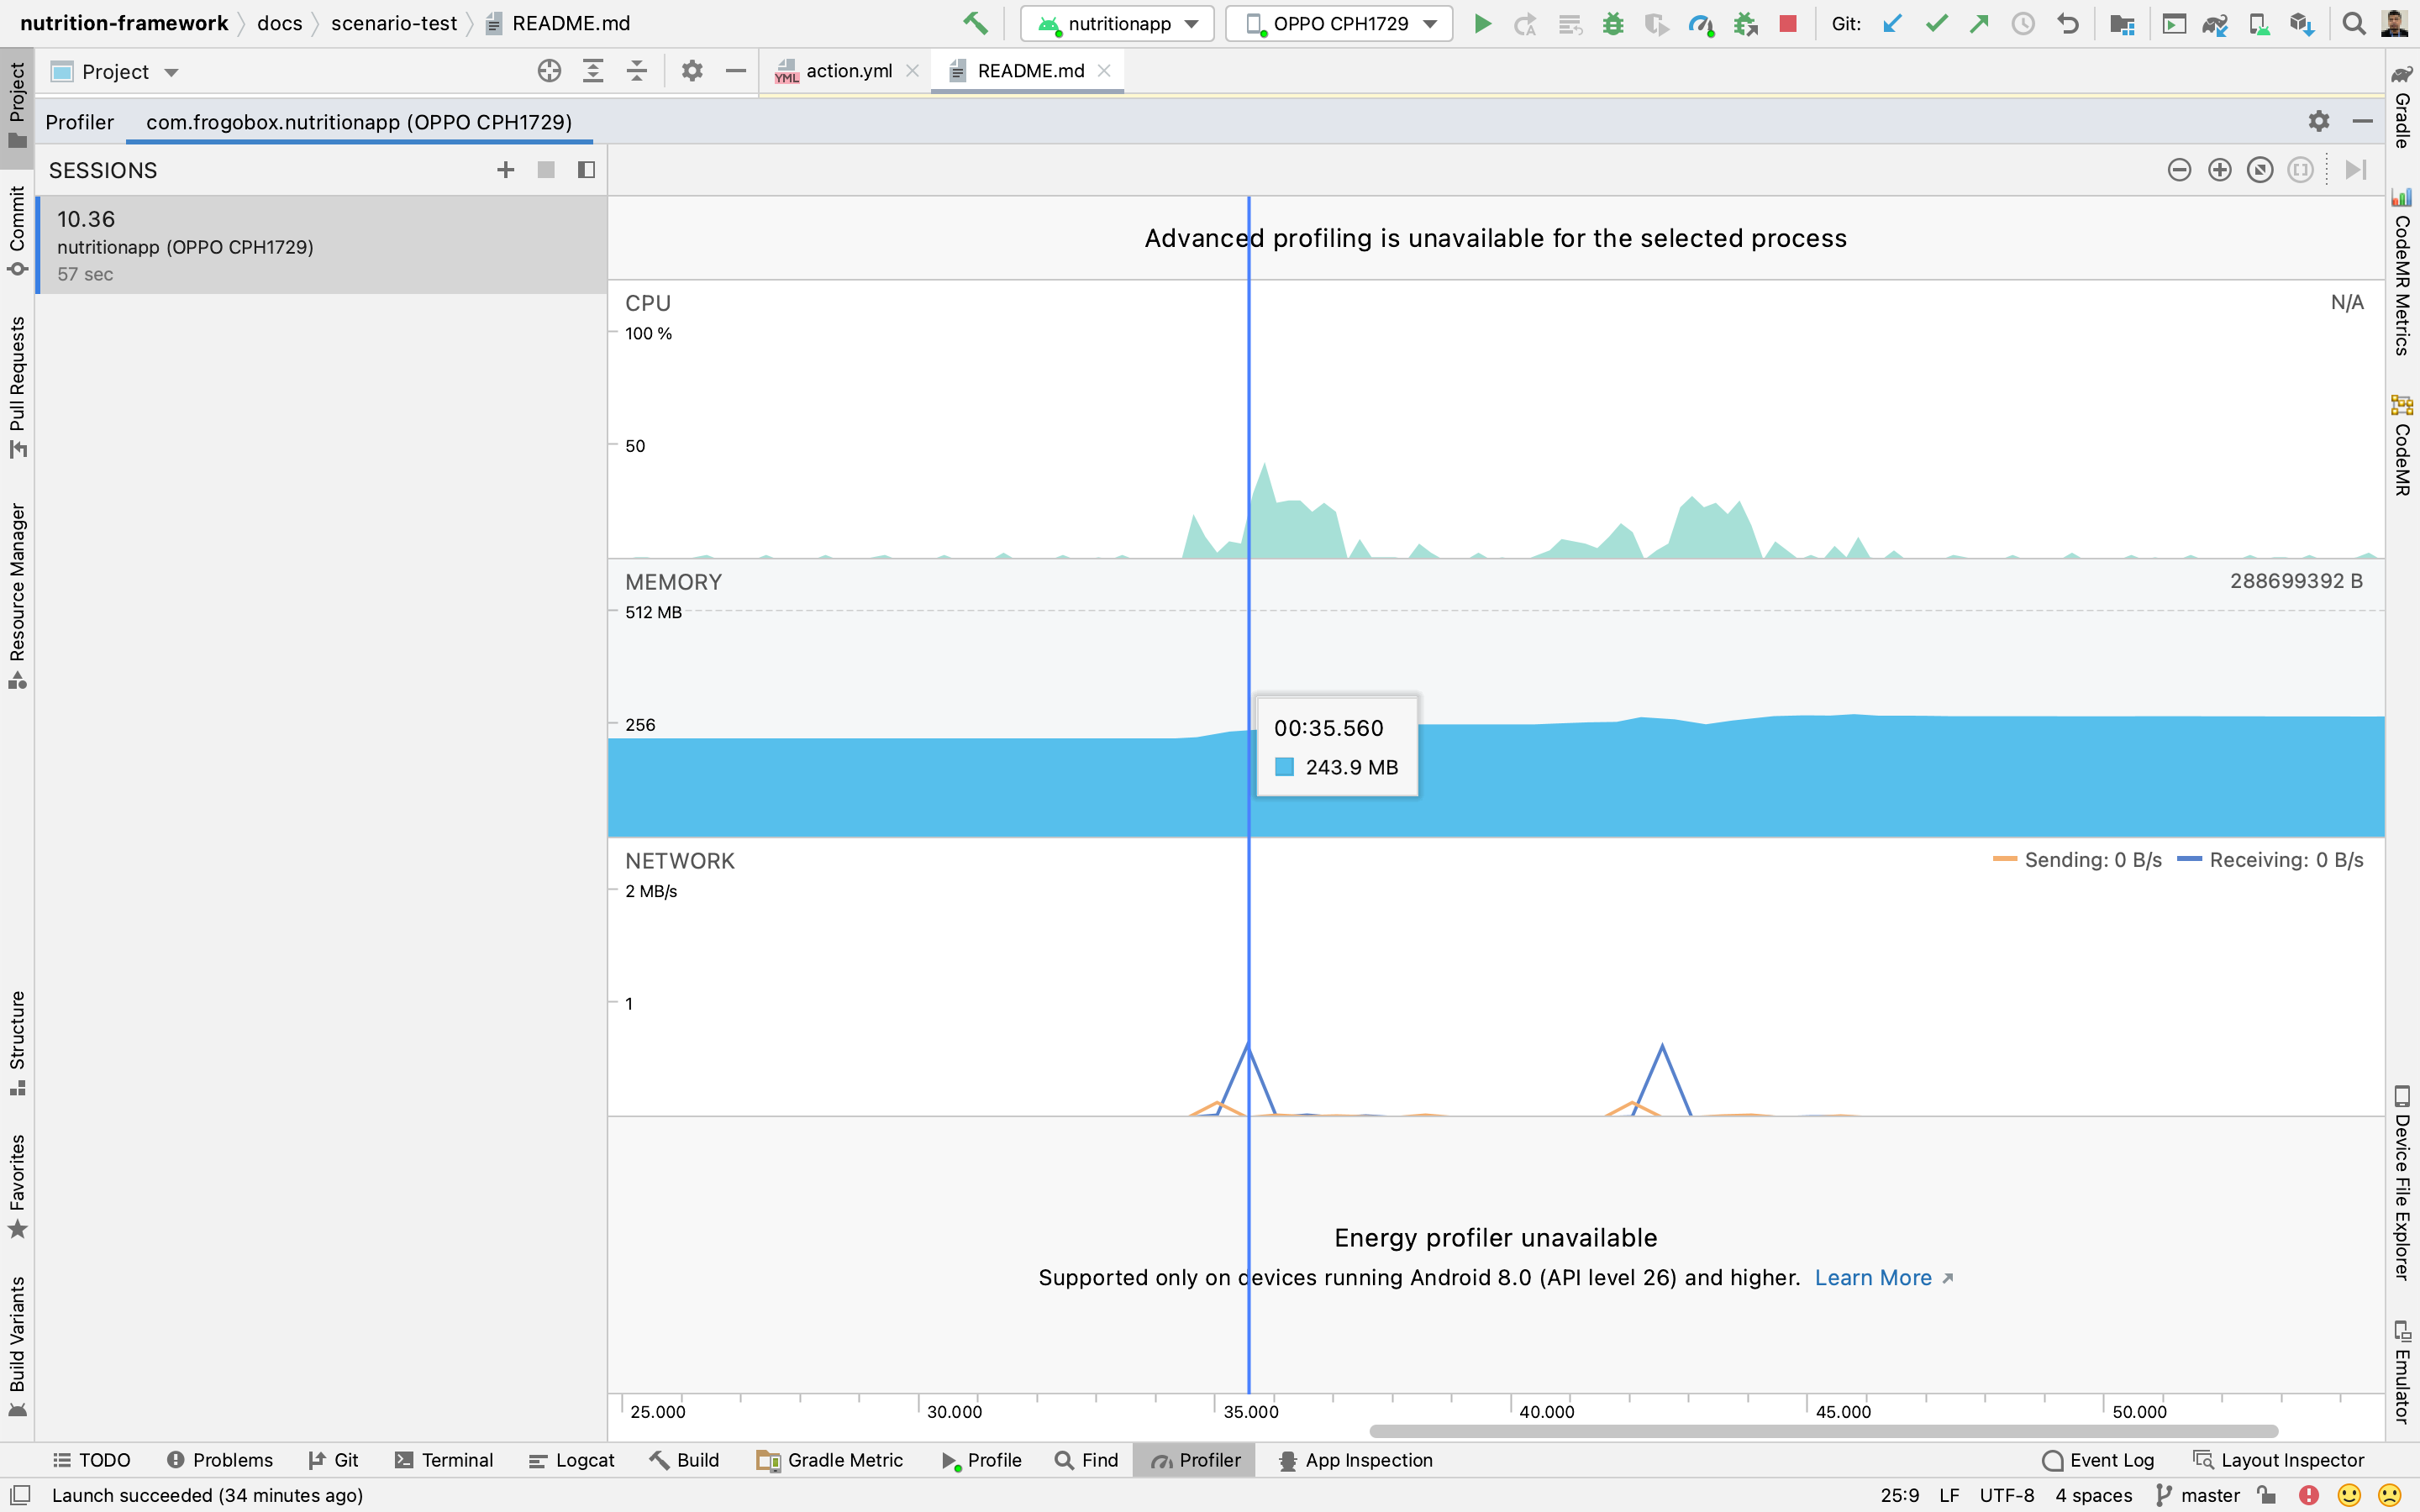 nutrition-framework docs scenario-test README.md
nutritionapp OPPO CPH1729 Git:
Project
YML action.yml README.md
Profiler com.frogobox.nutritionapp (OPPO CPH1729)
SESSIONS
10.36
nutritionapp (OPPO CPH1729)
57 sec
Advanced profiling is unavailable for the selected process
CPU N/A
100 %
50
MEMORY 288699392 B
512 MB
256
00:35.560
243.9 MB
NETWORK Sending: 0 B/s Receiving: 0 B/s
2 MB/s
1
Energy profiler unavailable
Supported only on devices running Android 8.0 (API level 26) and higher. Learn More
25.000 30.000 35.000 40.000 45.000 50.000
Project
Commit
Pull Requests
Resource Manager
Structure
Favorites
Build Variants
Gradle
CodeMR Metrics
CodeMR
Device File Explorer
Emulator
TODO Problems Git Terminal Logcat Build Gradle Metric Profile Find Profiler App Inspection Event Log Layout Inspector
Launch succeeded (34 minutes ago) 25:9 LF UTF-8 4 spaces master